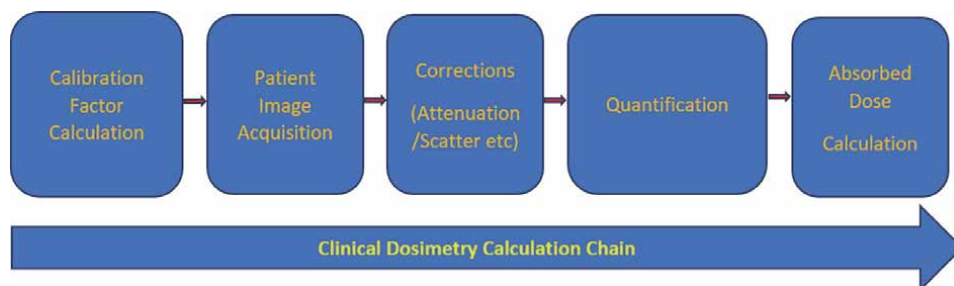 Calibration
Factor
Calculation
Patient
Image
Acquisition
Corrections
(Attenuation
/Scatter etc)
Quantification
Absorbed
Dose
Calculation
Clinical Dosimetry Calculation Chain